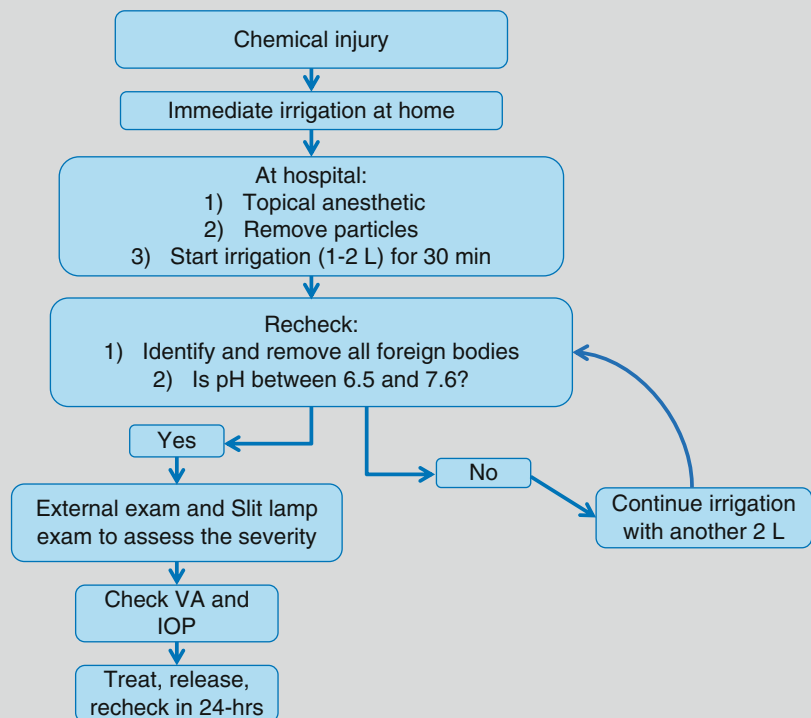 Chemical injury
Immediate irrigation at home
At hospital:
1) Topical anesthetic
2) Remove particles
3) Start irrigation (1-2 L) for 30 min
Recheck:
1) Identify and remove all foreign bodies
2) Is pH between 6.5 and 7.6?
Yes
No
External exam and Slit lamp
exam to assess the severity
Continue irrigation
with another 2 L
Check VA and
IOP
Treat, release,
recheck in 24-hrs